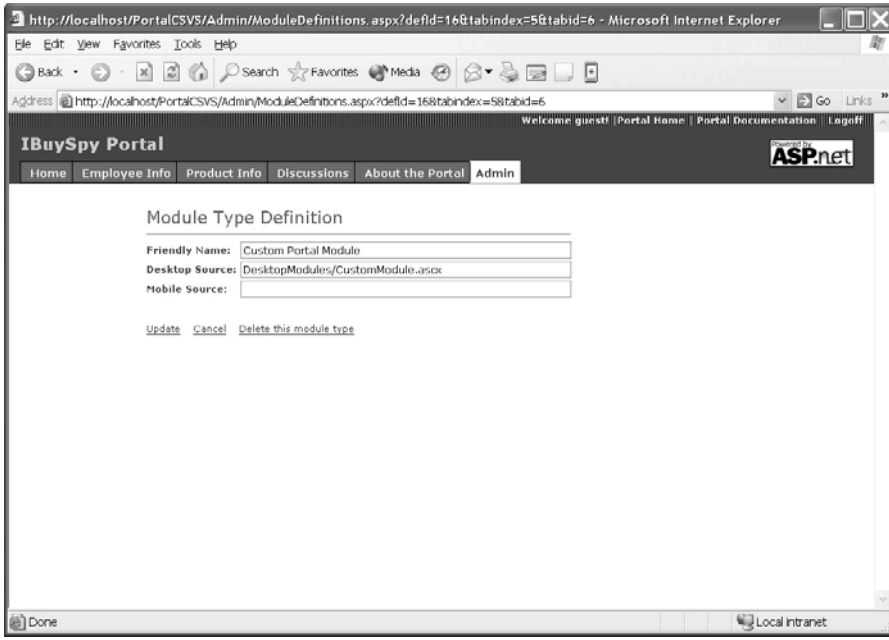 http://localhost/PortalCSVS/Admin/ModuleDefinitions.aspx?defId=16&tabindex=5&tabid=6 - Microsoft Internet Explorer
File Edit View Favorites Tools Help
Back Search Favorites Media
Address http://localhost/PortalCSVS/Admin/ModuleDefinitions.aspx?defId=16&tabindex=5&tabid=6 Go Links »
Welcome guest! | Portal Home | Portal Documentation | Logoff
IBuySpy Portal
Powered by
ASP.net
Home Employee Info Product Info Discussions About the Portal Admin
Module Type Definition
Friendly Name: Custom Portal Module
Desktop Source: DesktopModules/CustomModule.ascx
Mobile Source:
Update Cancel Delete this module type
Done Local intranet